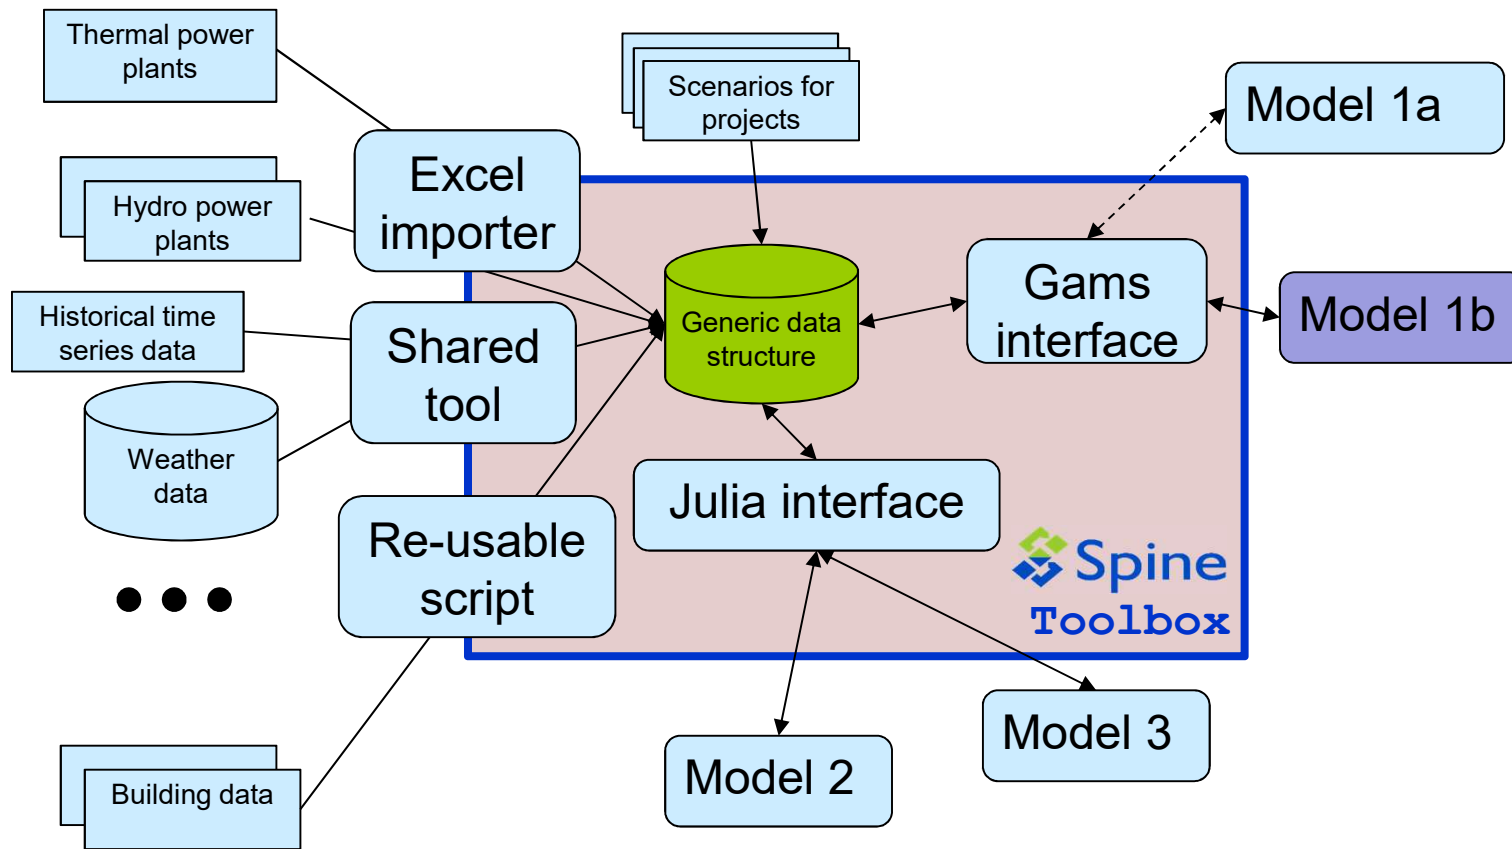 Thermal power
plants
Scenarios for
projects
Model 1a
Excel
importer
Hydro power
plants
Gams
interface
Model 1b
Historical time
series data
Shared
tool
Generic data
structure
Weather
data
Julia interface
Re-usable
script
Spine
Toolbox
Model 3
Model 2
Building data